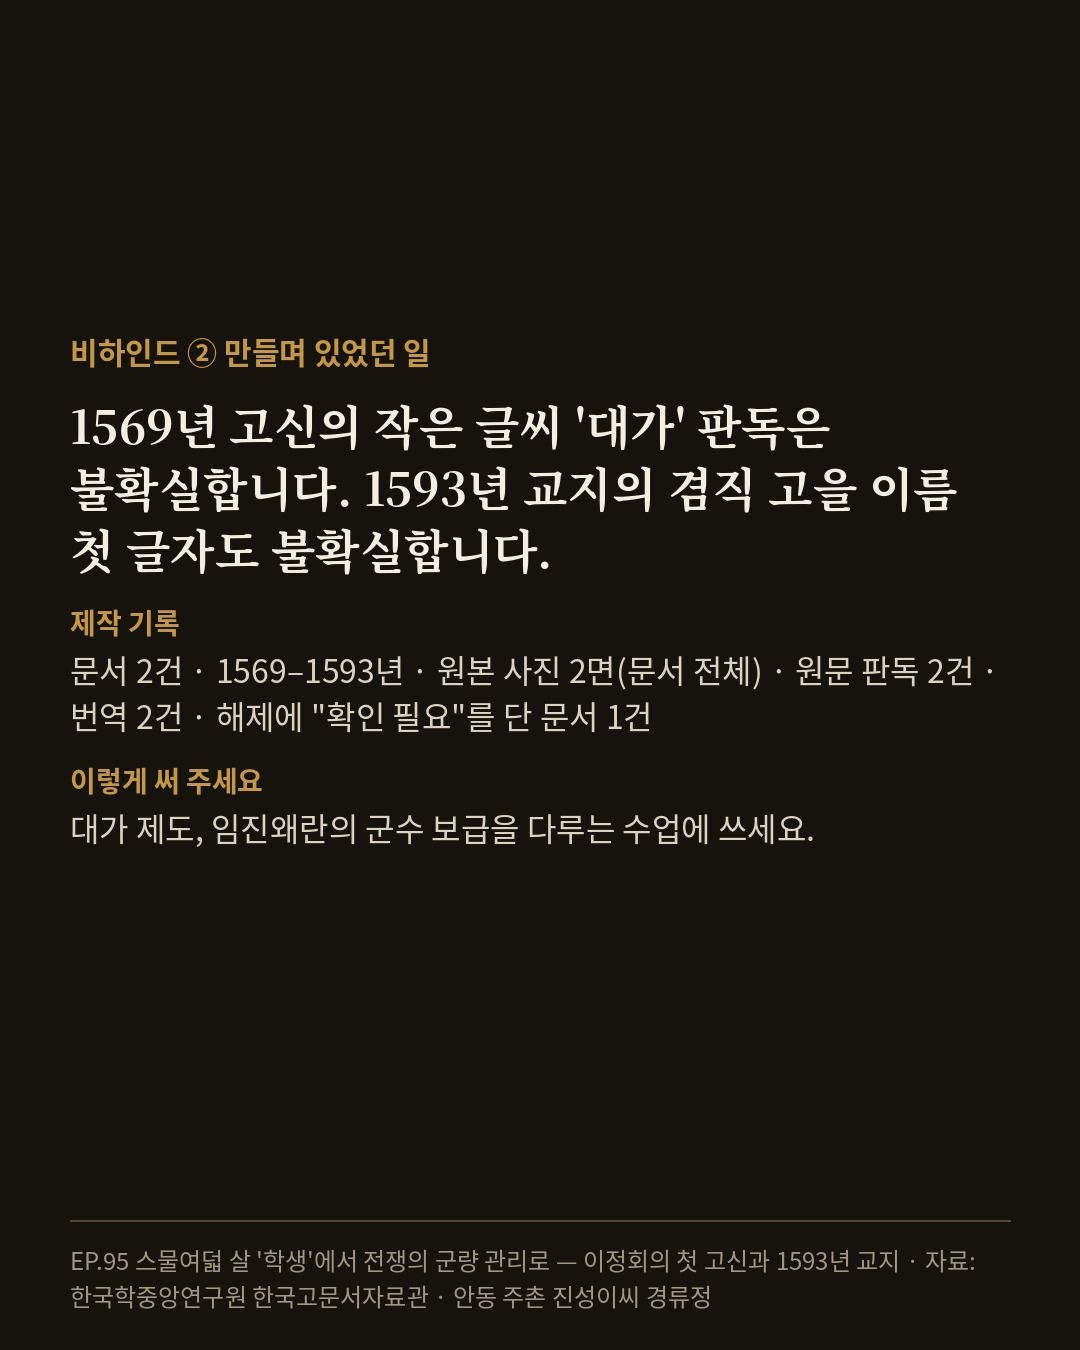 비하인드 ② 만들며 있었던 일
1569년 고신의 작은 글씨 '대가' 판독은
불확실합니다. 1593년 교지의 겸직 고을 이름
첫 글자도 불확실합니다.
제작 기록
문서 2건 · 1569–1593년 · 원본 사진 2면(문서 전체) · 원문 판독 2건 ·
번역 2건 · 해제에 "확인 필요"를 단 문서 1건
이렇게 써 주세요
대가 제도, 임진왜란의 군수 보급을 다루는 수업에 쓰세요.
EP.95 스물여덟 살 '학생'에서 전쟁의 군량 관리로 — 이정회의 첫 고신과 1593년 교지 · 자료:
한국학중앙연구원 한국고문서자료관 · 안동 주촌 진성이씨 경류정